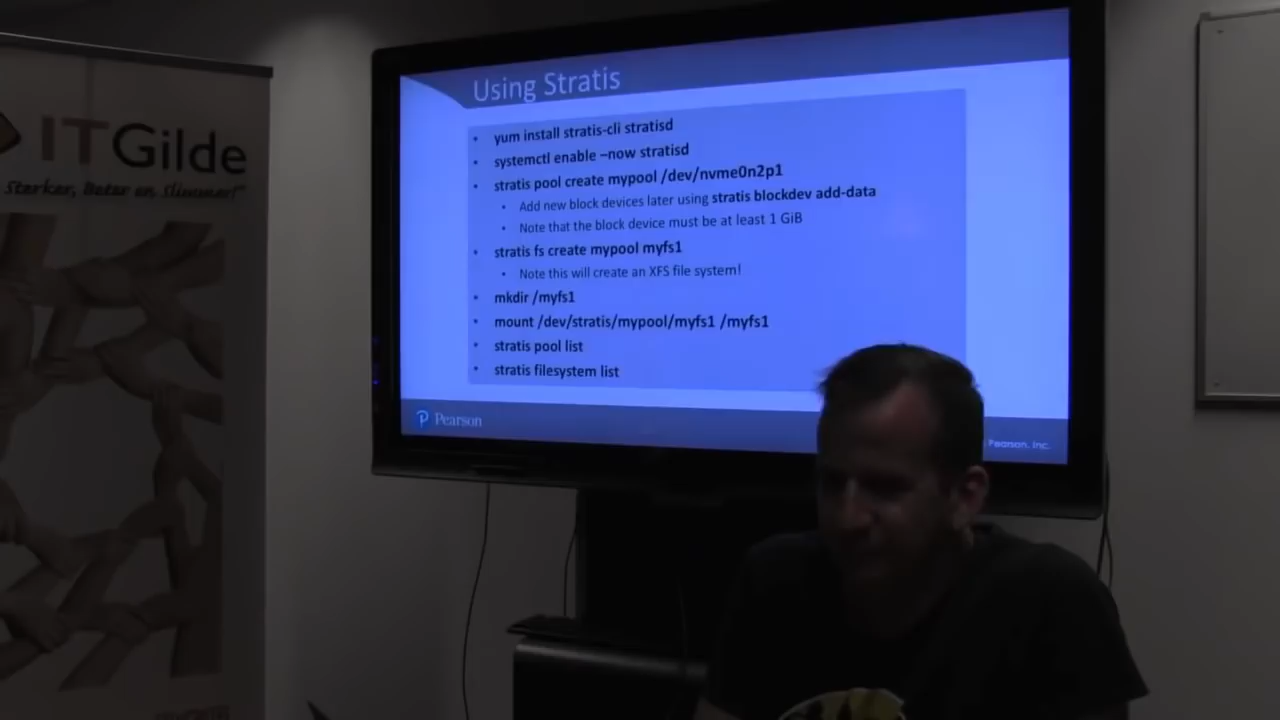 ITGilde
Sterker, Beter en Slimmer!"
Using Stratis
• yum install stratis-cli stratisd
• systemctl enable –now stratisd
• stratis pool create mypool /dev/nvme0n2p1
• Add new block devices later using stratis blockdev add-data
• Note that the block device must be at least 1 GiB
• stratis fs create mypool myfs1
• Note this will create an XFS file system!
• mkdir /myfs1
• mount /dev/stratis/mypool/myfs1 /myfs1
• stratis pool list
• stratis filesystem list
Pearson
Pearson, Inc.